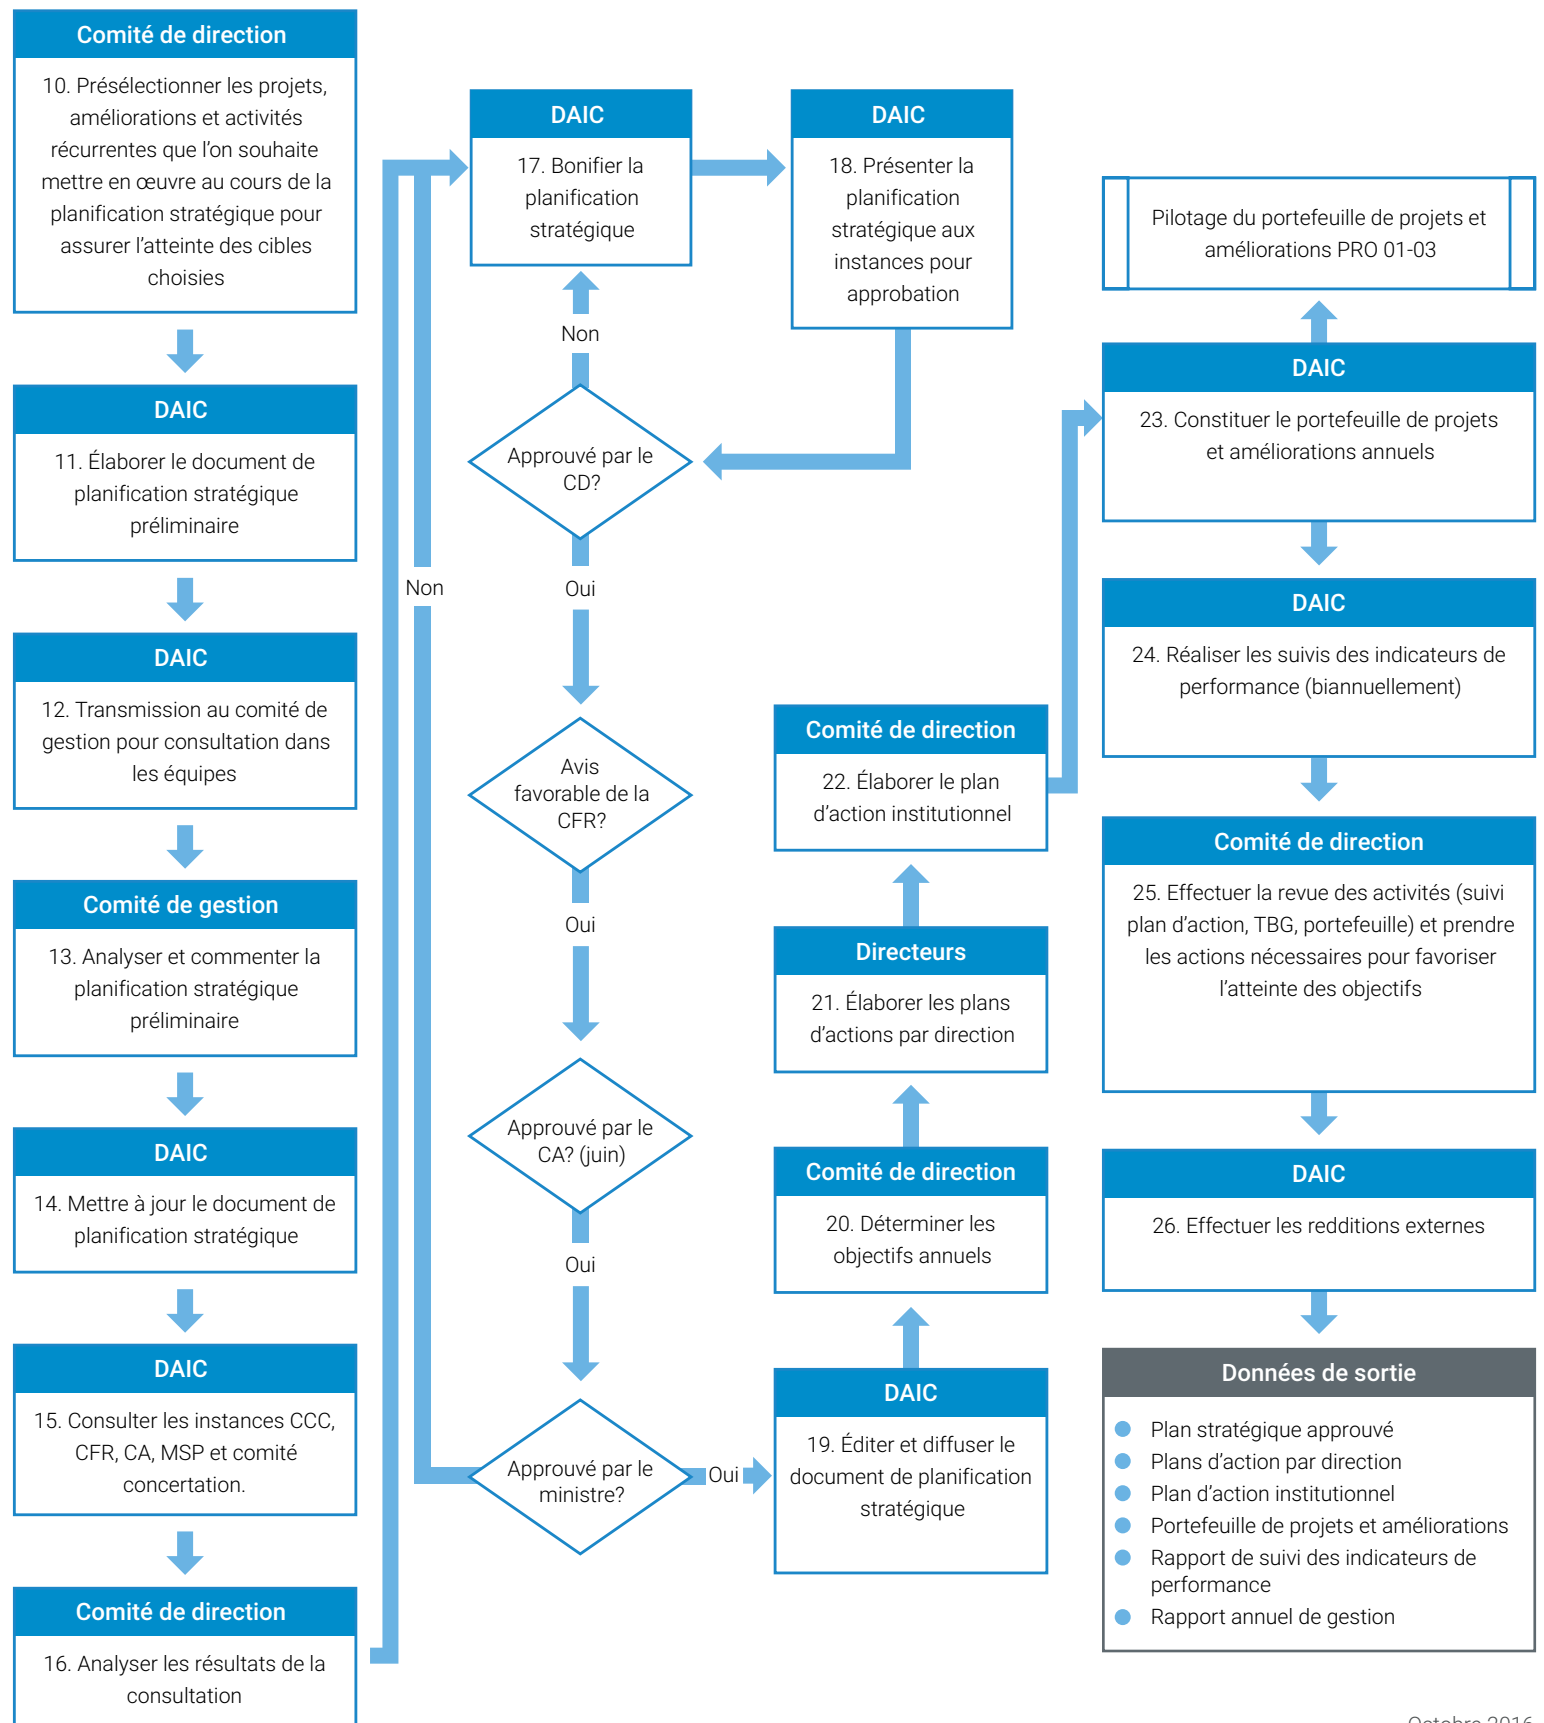 Comité de direction
10. Présélectionner les projets,
améliorations et activités
récurrentes que l’on souhaite
mettre en œuvre au cours de la
planification stratégique pour
assurer l’atteinte des cibles
choisies
DAIC
11. Élaborer le document de
planification stratégique
préliminaire
DAIC
12. Transmission au comité de
gestion pour consultation dans
les équipes
Comité de gestion
13. Analyser et commenter la
planification stratégique
préliminaire
DAIC
14. Mettre à jour le document de
planification stratégique
DAIC
15. Consulter les instances CCC,
CFR, CA, MSP et comité
concertation.
Comité de direction
16. Analyser les résultats de la
consultation
DAIC
17. Bonifier la
planification
stratégique
DAIC
18. Présenter la
planification
stratégique aux
instances pour
approbation
Non
Approuvé par le
CD?
Non
Oui
Avis
favorable de la
CFR?
Oui
Approuvé par le
CA? (juin)
Oui
Approuvé par le
ministre?
Oui
DAIC
19. Éditer et diffuser le
document de planification
stratégique
Comité de direction
20. Déterminer les
objectifs annuels
Directeurs
21. Élaborer les plans
d’actions par direction
Comité de direction
22. Élaborer le plan
d’action institutionnel
Pilotage du portefeuille de projets et
améliorations PRO 01-03
DAIC
23. Constituer le portefeuille de projets
et améliorations annuels
DAIC
24. Réaliser les suivis des indicateurs de
performance (biannuellement)
Comité de direction
25. Effectuer la revue des activités (suivi
plan d’action, TBG, portefeuille) et prendre
les actions nécessaires pour favoriser
l’atteinte des objectifs
DAIC
26. Effectuer les redditions externes
Données de sortie
Plan stratégique approuvé
Plans d’action par direction
Plan d’action institutionnel
Portefeuille de projets et améliorations
Rapport de suivi des indicateurs de
performance
Rapport annuel de gestion
Octobre 2016